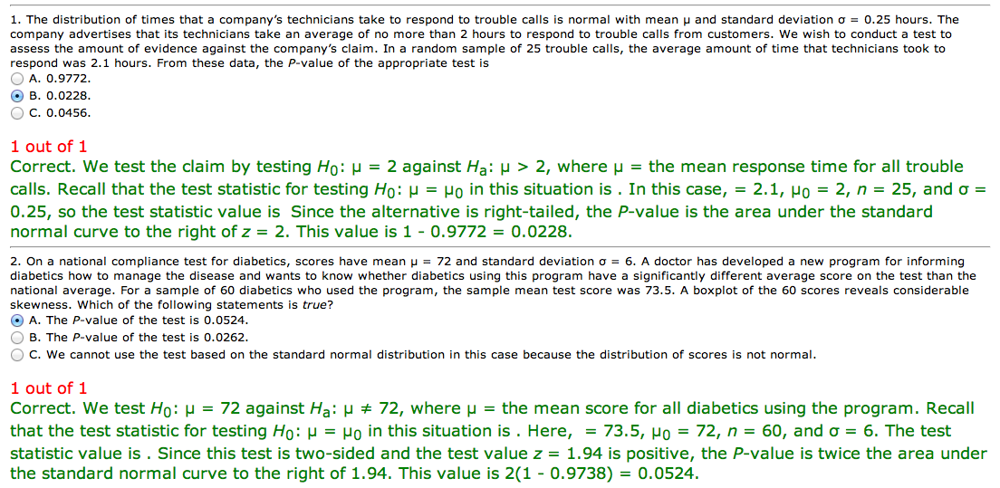 1. The distribution of times that a company's technicians take to respond to trouble calls is normal with mean μ and standard deviation σ = 0.25 hours. The
company advertises that its technicians take an average of no more than 2 hours to respond to trouble calls from customers. We wish to conduct a test to
assess the amount of evidence against the company's claim. In a random sample of 25 trouble calls, the average amount of time that technicians took to
respond was 2.1 hours. From these data, the P-value of the appropriate test is
A. 0.9772.
B. 0.0228.
C. 0.0456.
1 out of 1
Correct. We test the claim by testing H0: μ = 2 against Ha: μ > 2, where μ = the mean response time for all trouble
calls. Recall that the test statistic for testing H0: μ = μ0 in this situation is . In this case, = 2.1, μ0 = 2, n = 25, and σ =
0.25, so the test statistic value is Since the alternative is right-tailed, the P-value is the area under the standard
normal curve to the right of z = 2. This value is 1 - 0.9772 = 0.0228.
2. On a national compliance test for diabetics, scores have mean μ = 72 and standard deviation σ = 6. A doctor has developed a new program for informing
diabetics how to manage the disease and wants to know whether diabetics using this program have a significantly different average score on the test than the
national average. For a sample of 60 diabetics who used the program, the sample mean test score was 73.5. A boxplot of the 60 scores reveals considerable
skewness. Which of the following statements is true?
A. The P-value of the test is 0.0524.
B. The P-value of the test is 0.0262.
C. We cannot use the test based on the standard normal distribution in this case because the distribution of scores is not normal.
1 out of 1
Correct. We test H0: μ = 72 against Ha: μ ≠ 72, where μ = the mean score for all diabetics using the program. Recall
that the test statistic for testing H0: μ = μ0 in this situation is . Here, = 73.5, μ0 = 72, n = 60, and σ = 6. The test
statistic value is . Since this test is two-sided and the test value z = 1.94 is positive, the P-value is twice the area under
the standard normal curve to the right of 1.94. This value is 2(1 - 0.9738) = 0.0524.